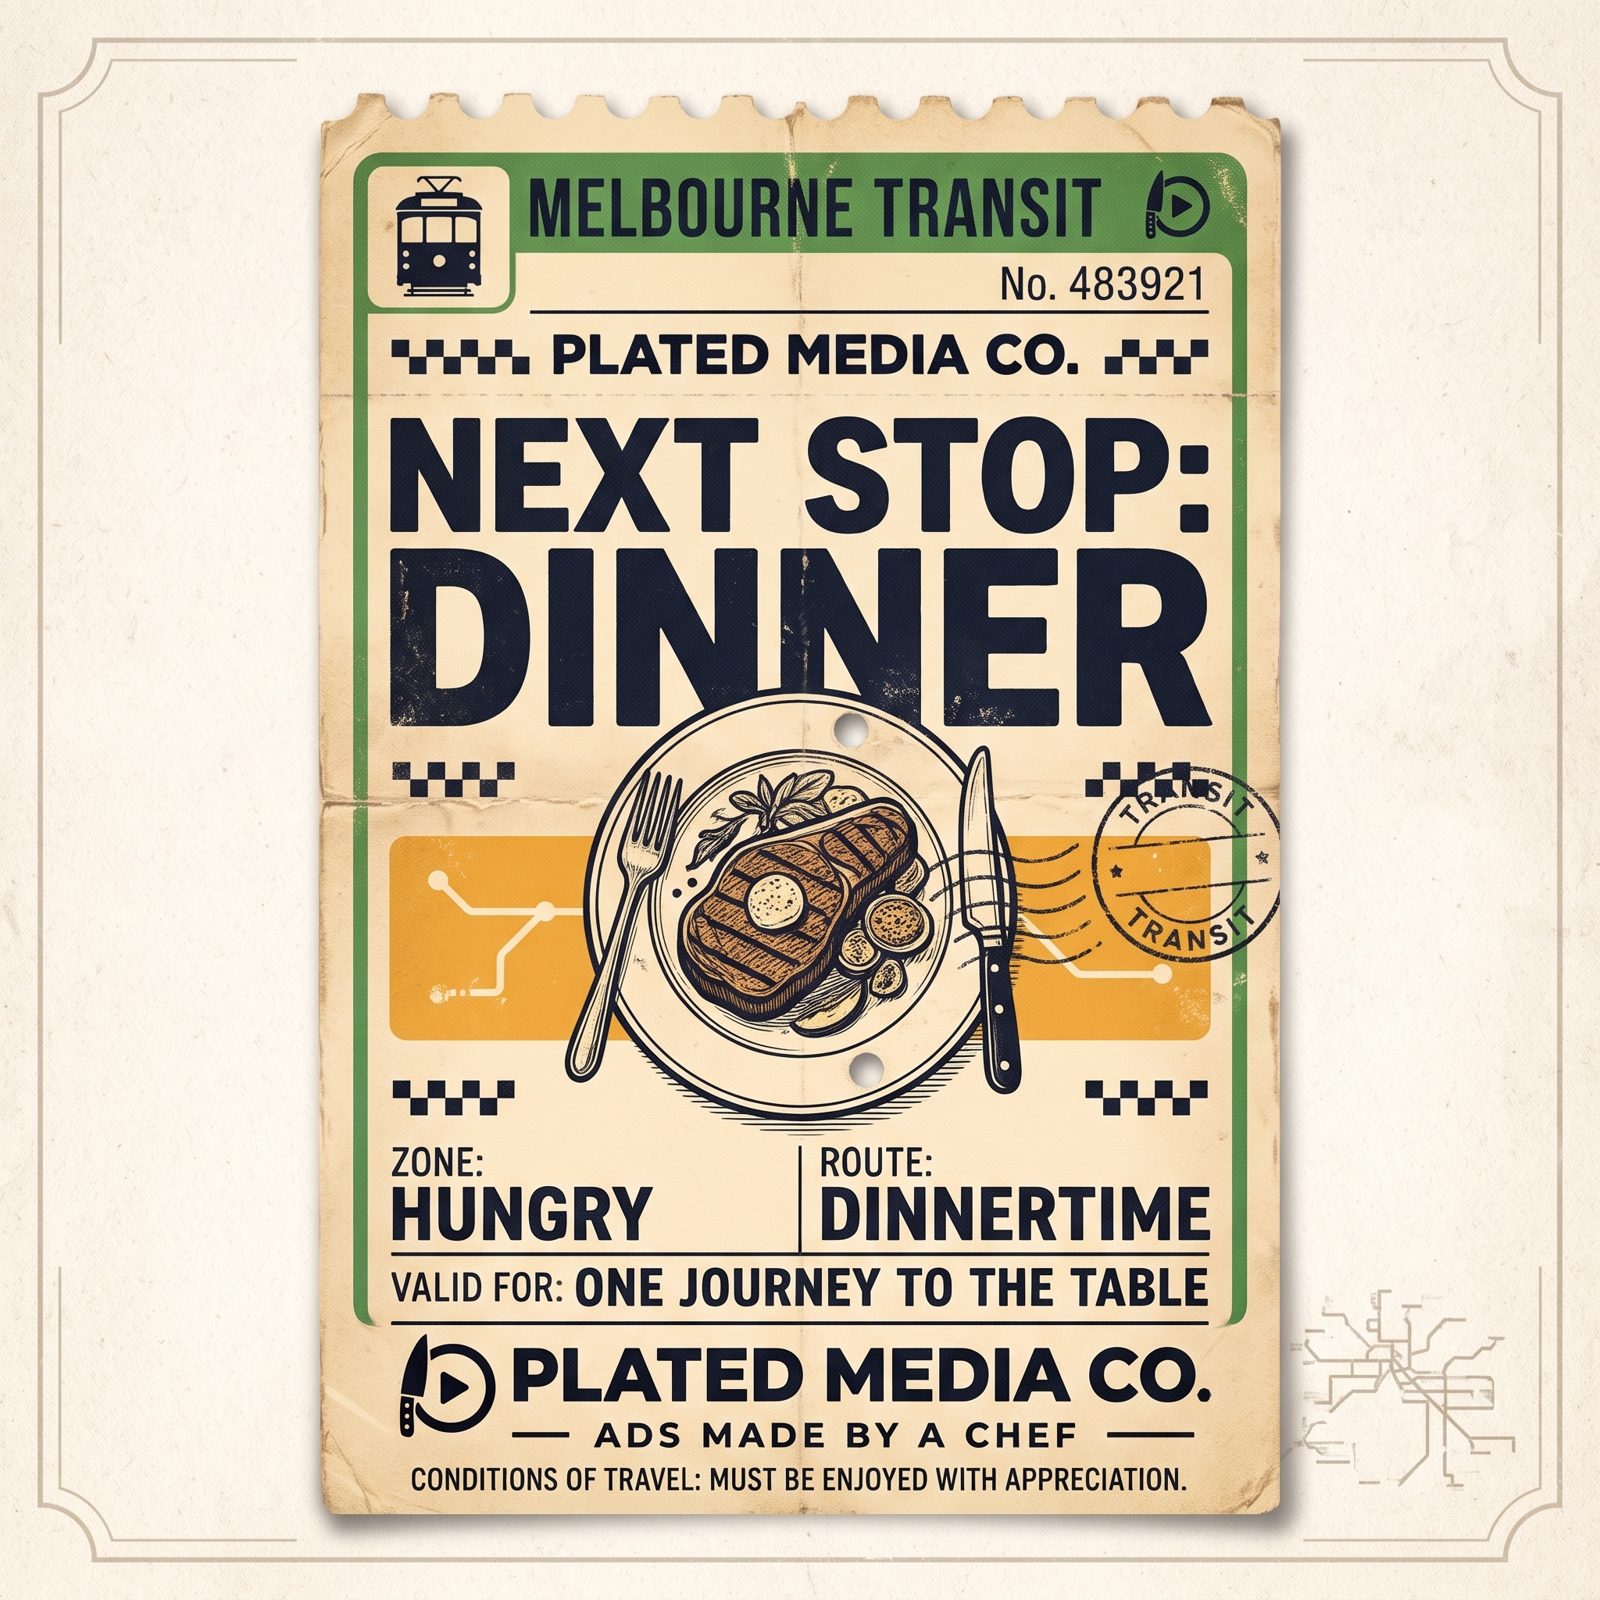 MELBOURNE TRANSIT
No. 483921
PLATED MEDIA CO.
NEXT STOP:
DINNER
TRANSIT
TRANSIT
ZONE:
HUNGRY
ROUTE:
DINNERTIME
VALID FOR: ONE JOURNEY TO THE TABLE
PLATED MEDIA CO.
ADS MADE BY A CHEF
CONDITIONS OF TRAVEL: MUST BE ENJOYED WITH APPRECIATION.